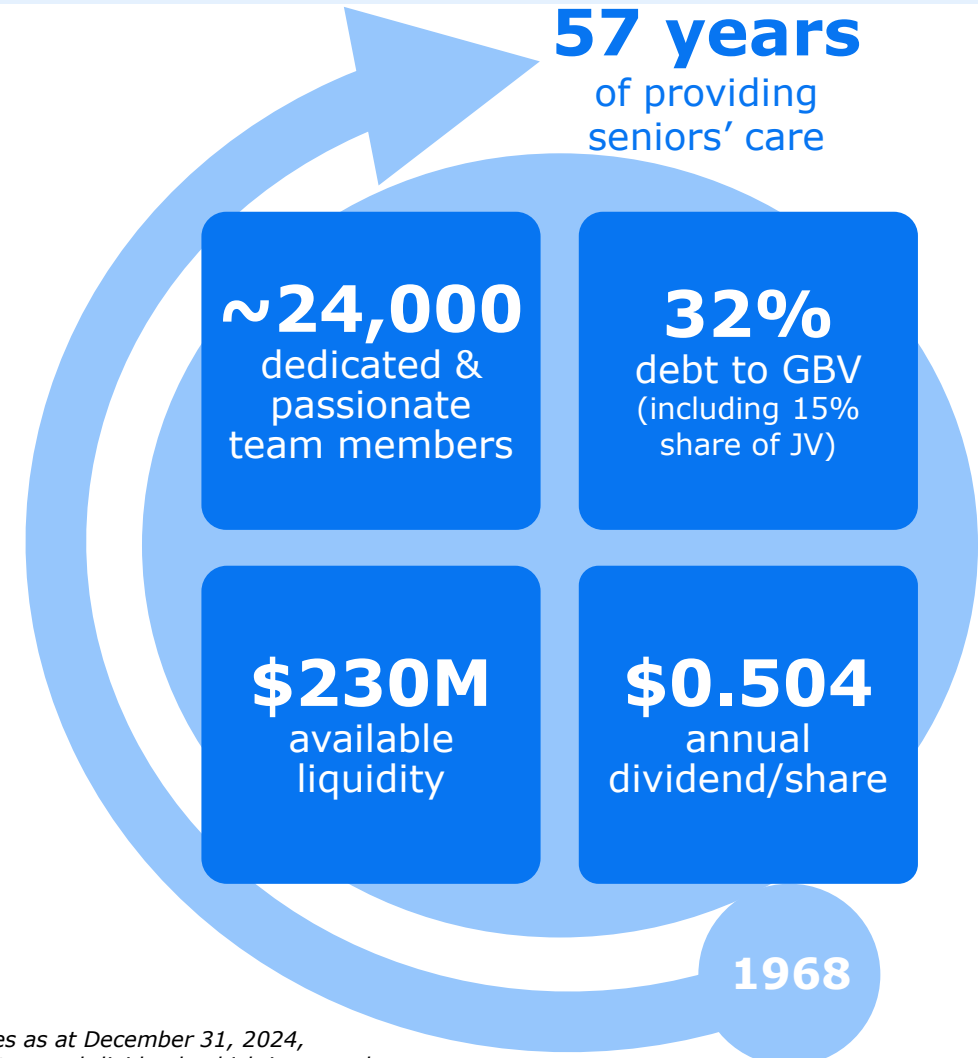 57 years
of providing
seniors’ care
~24,000
dedicated &
passionate
team members
32%
debt to GBV
(including 15%
share of JV)
$230M
available
liquidity
$0.504
annual
dividend/share
1968
as at December 31, 2024,